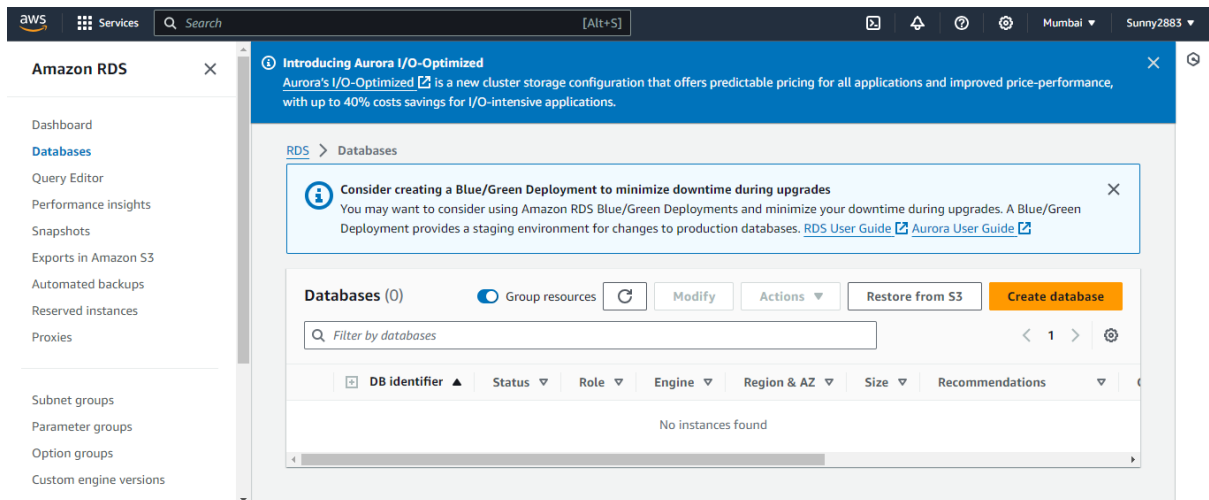 aws Services Search [Alt+S] Mumbai ▼ Sunny2883 ▼
Amazon RDS
Dashboard
Databases
Query Editor
Performance insights
Snapshots
Exports in Amazon S3
Automated backups
Reserved instances
Proxies
Subnet groups
Parameter groups
Option groups
Custom engine versions
Introducing Aurora I/O-Optimized
Aurora's I/O-Optimized is a new cluster storage configuration that offers predictable pricing for all applications and improved price-performance,
with up to 40% costs savings for I/O-intensive applications.
RDS > Databases
Consider creating a Blue/Green Deployment to minimize downtime during upgrades
You may want to consider using Amazon RDS Blue/Green Deployments and minimize your downtime during upgrades. A Blue/Green
Deployment provides a staging environment for changes to production databases. RDS User Guide Aurora User Guide
Databases (0) Group resources Modify Actions ▼ Restore from S3 Create database
Filter by databases < 1 >
DB identifier ▲ Status Role Engine Region & AZ Size Recommendations
No instances found